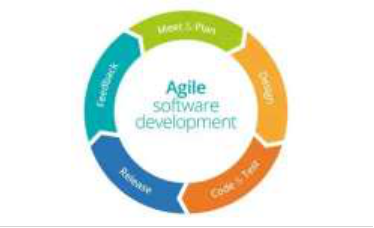 Meet & Plan
Design
Code & Test
Release
Feedback
Agile
software
development